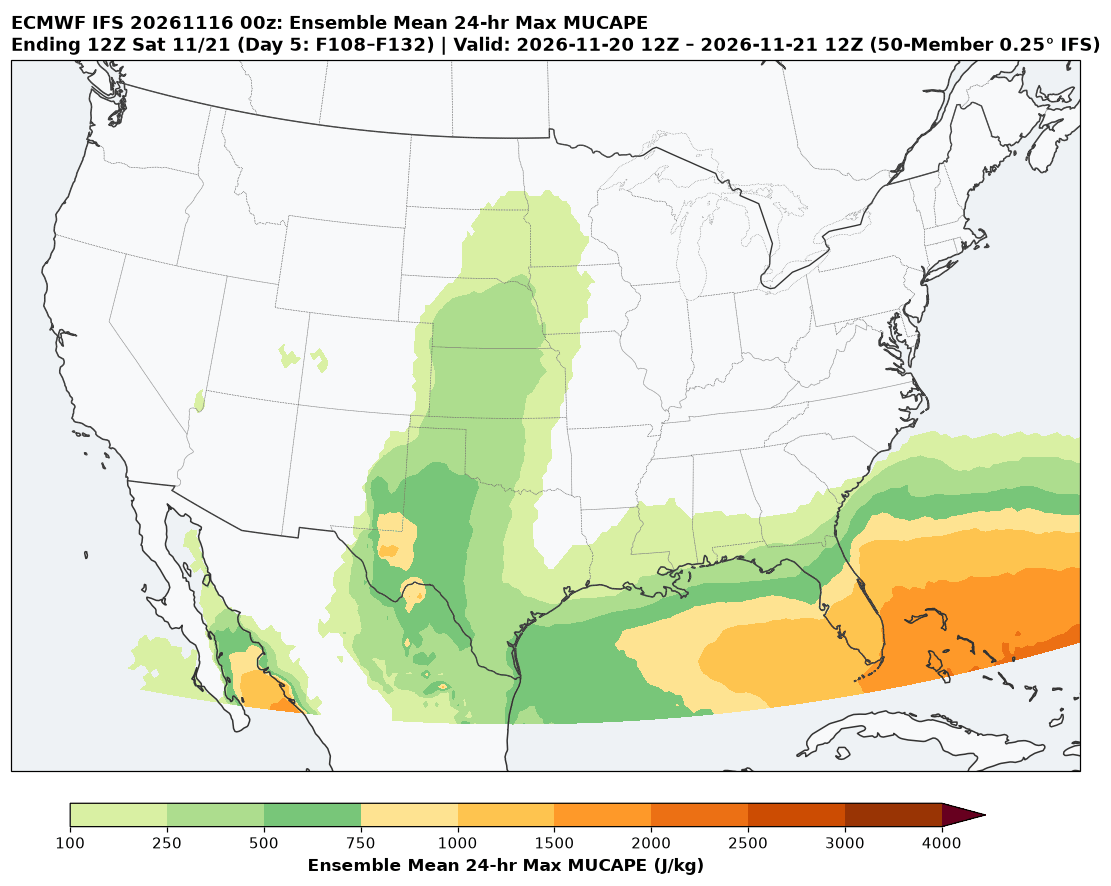 ECMWF IFS 20261116 00z: Ensemble Mean 24-hr Max MUCAPE
Ending 12Z Sat 11/21 (Day 5: F108–F132) | Valid: 2026-11-20 12Z – 2026-11-21 12Z (50-Member 0.25° IFS)
100 250 500 750 1000 1500 2000 2500 3000 4000
Ensemble Mean 24-hr Max MUCAPE (J/kg)